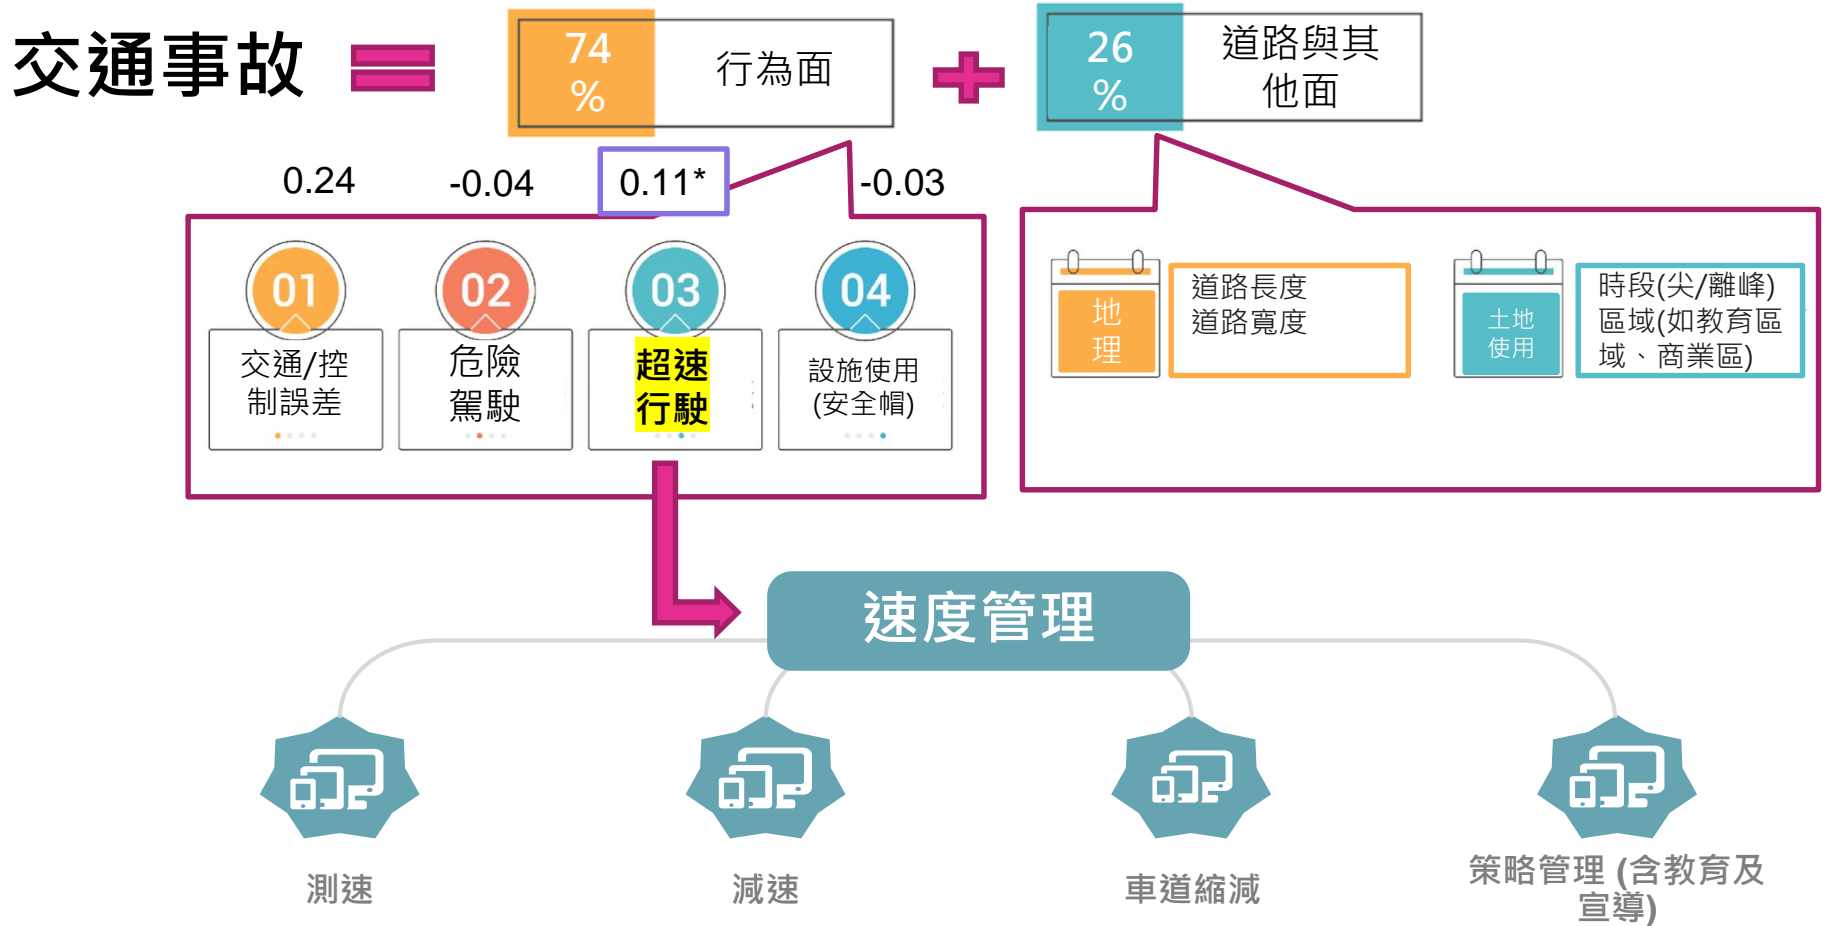 交通事故
74
%
行為面
26
%
道路與其
他面
0.24
-0.04
0.11*
-0.03
01
交通/控
制誤差
02
危險
駕駛
03
超速
行駛
04
設施使用
(安全帽)
地
理
道路長度
道路寬度
土地
使用
時段(尖/離峰)
區域(如教育區
域、商業區)
速度管理
測速
減速
車道縮減
策略管理 (含教育及
宣導)